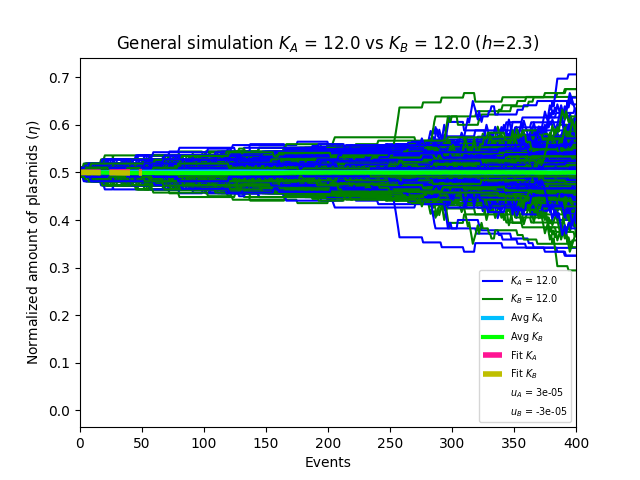 General simulation K_A = 12.0 vs K_B = 12.0 (h=2.3)
Normalized amount of plasmids (η)
0.7
0.6
0.5
0.4
0.3
0.2
0.1
0.0
K_A = 12.0
K_B = 12.0
Avg K_A
Avg K_B
Fit K_A
Fit K_B
u_A = 3e-05
u_B = -3e-05
0 50 100 150 200 250 300 350 400
Events